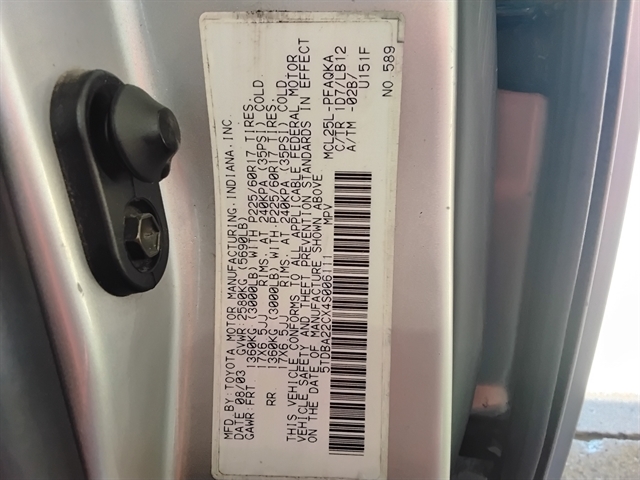 MFD BY: TOYOTA MOTOR MANUFACTURING, INDIANA, INC.
DATE 08/03 GVWR: 2580KG (5690LB)
GAWR: FRT 1360KG (3000LB) WITH P225/60R17 TIRES.
17X6.5JJ RIMS. AT 240KPA (35PSI) COLD
RR 1360KG (3000LB) WITH P225/60R17 TIRES.
17X6.5JJ RIMS. AT 240KPA (35PSI) COLD
THIS VEHICLE CONFORMS TO ALL APPLICABLE FEDERAL MOTOR
VEHICLE SAFETY AND THEFT PREVENTION STANDARDS IN EFFECT
ON THE DATE OF MANUFACTURE SHOWN ABOVE
5TDBA22CX4S006111 MPV
MCL25L-PFAQKA
C/TR 1D7/LB12
A/TM -02B/
U151F
NO 589